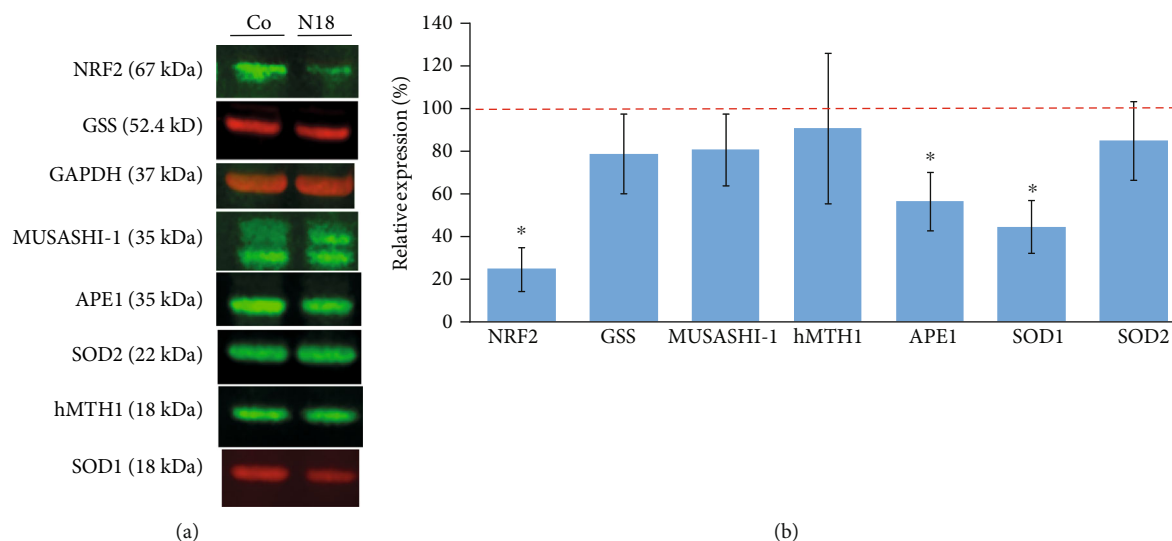 Co N18
NRF2 (67 kDa)
GSS (52.4 kD)
GAPDH (37 kDa)
MUSASHI-1 (35 kDa)
APE1 (35 kDa)
SOD2 (22 kDa)
hMTH1 (18 kDa)
SOD1 (18 kDa)
(a)
Relative expression (%)
140
120
100
80
60
40
20
0
*
*
*
NRF2 GSS MUSASHI-1 hMTH1 APE1 SOD1 SOD2
(b)